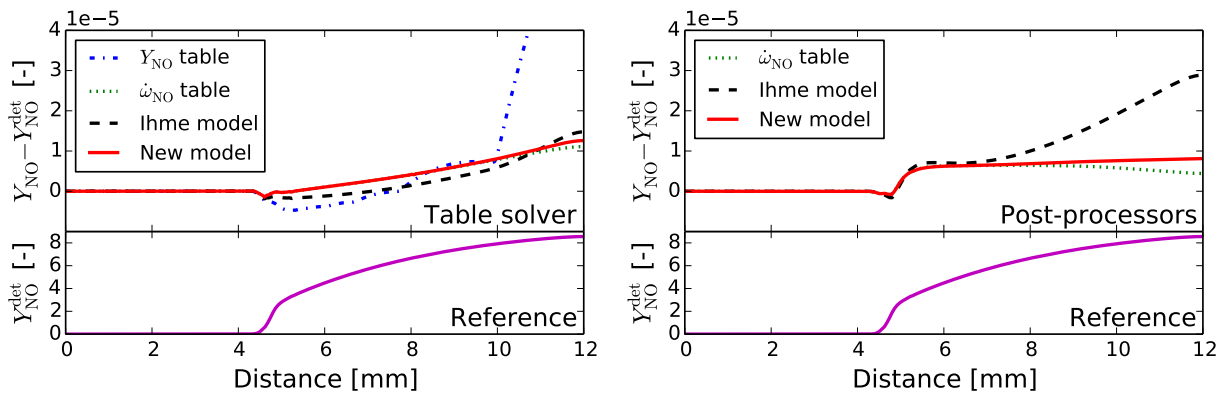 1e−5
4
3
2
1
0
Y_NO − Y_NO^det [-]
Y_NO table
ω̇_NO table
Ihme model
New model
Table solver
8
6
4
2
0
Y_NO^det [-]
Reference
0 2 4 6 8 10 12
Distance [mm]
1e−5
4
3
2
1
0
Y_NO − Y_NO^det [-]
ω̇_NO table
Ihme model
New model
Post-processors
8
6
4
2
0
Y_NO^det [-]
Reference
0 2 4 6 8 10 12
Distance [mm]